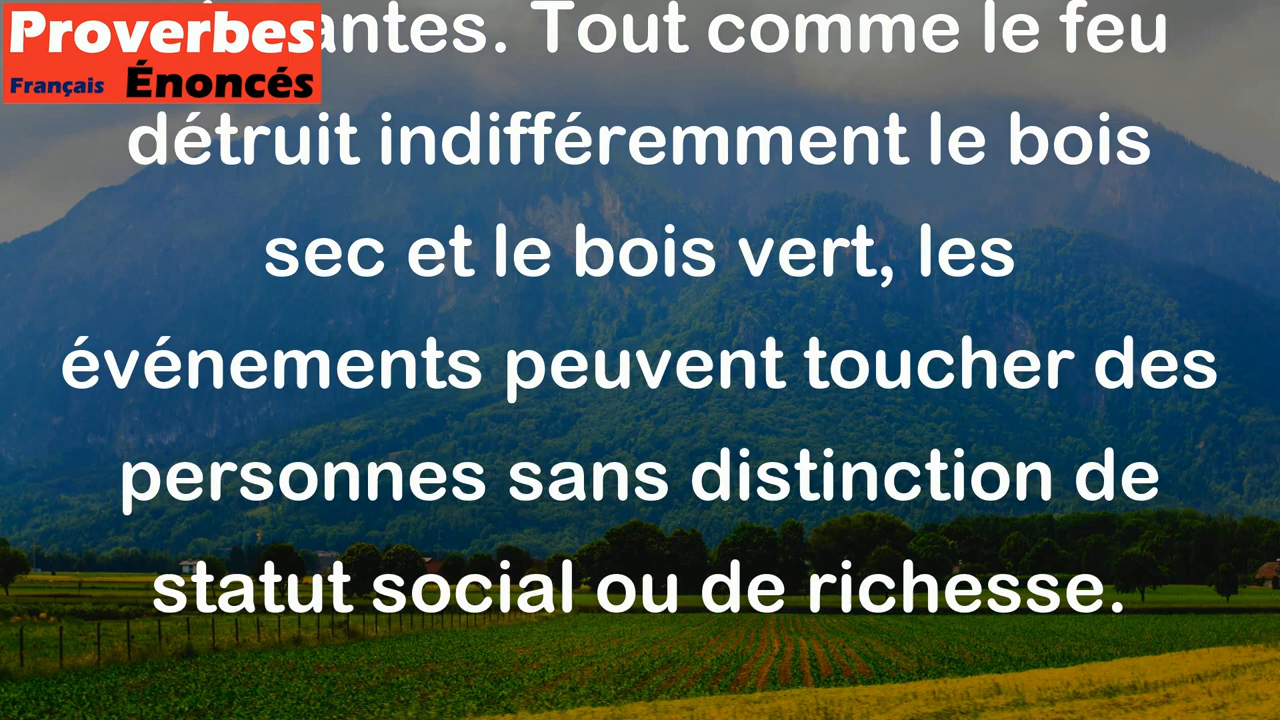 Proverbes
Français Énoncés
Tout comme le feu
détruit indifféremment le bois
sec et le bois vert, les
événements peuvent toucher des
personnes sans distinction de
statut social ou de richesse.